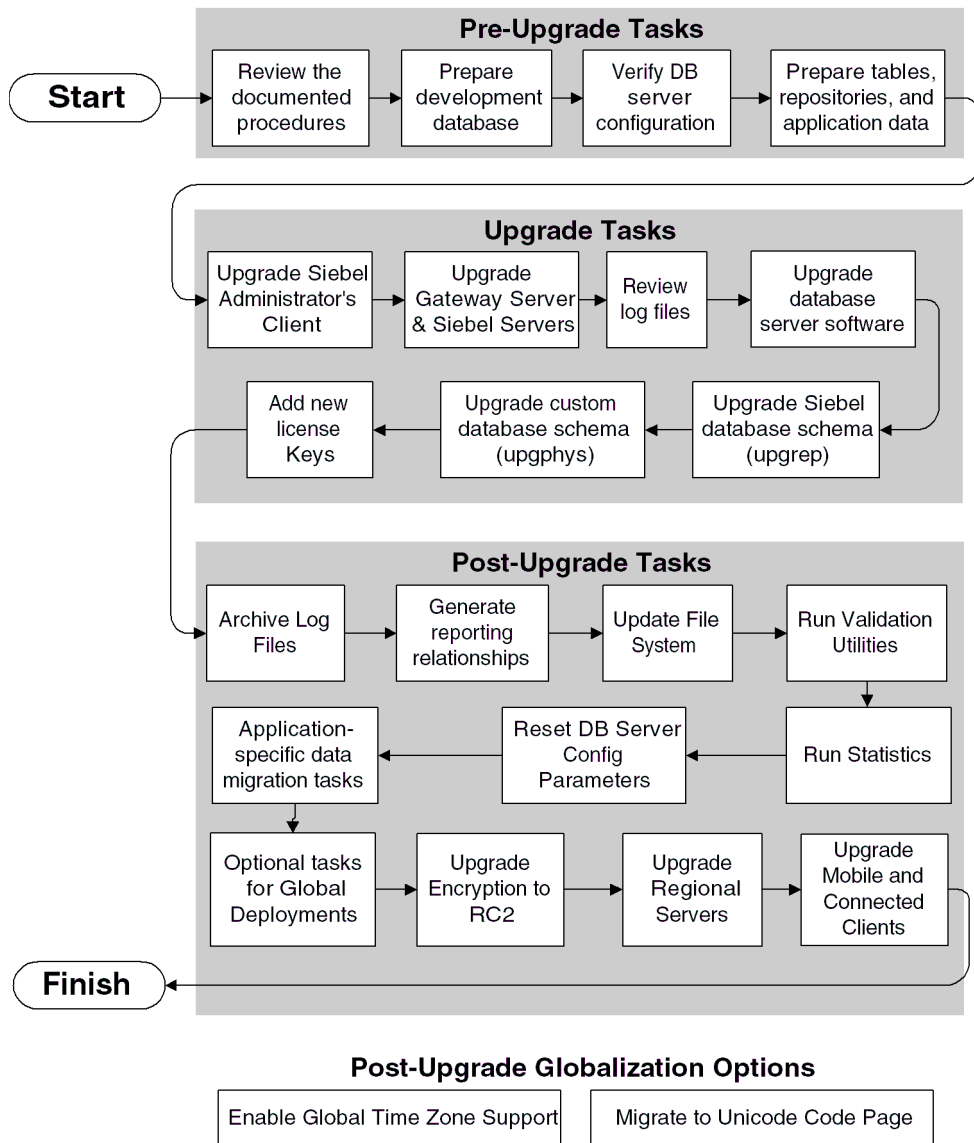 Pre-Upgrade Tasks
Start
Review the
documented
procedures
Prepare
development
database
Verify DB
server
configuration
Prepare tables,
repositories, and
application data
Upgrade Tasks
Upgrade Siebel
Administrator's
Client
Upgrade
Gateway Server
& Siebel Servers
Review
log files
Upgrade
database
server software
Upgrade Siebel
database schema
(upgrep)
Upgrade custom
database schema
(upgphys)
Add new
license
Keys
Post-Upgrade Tasks
Archive Log
Files
Generate
reporting
relationships
Update File
System
Run Validation
Utilities
Run Statistics
Reset DB Server
Config
Parameters
Application-
specific data
migration tasks
Optional tasks
for Global
Deployments
Upgrade
Encryption to
RC2
Upgrade
Regional
Servers
Upgrade
Mobile and
Connected
Clients
Finish
Post-Upgrade Globalization Options
Enable Global Time Zone Support
Migrate to Unicode Code Page